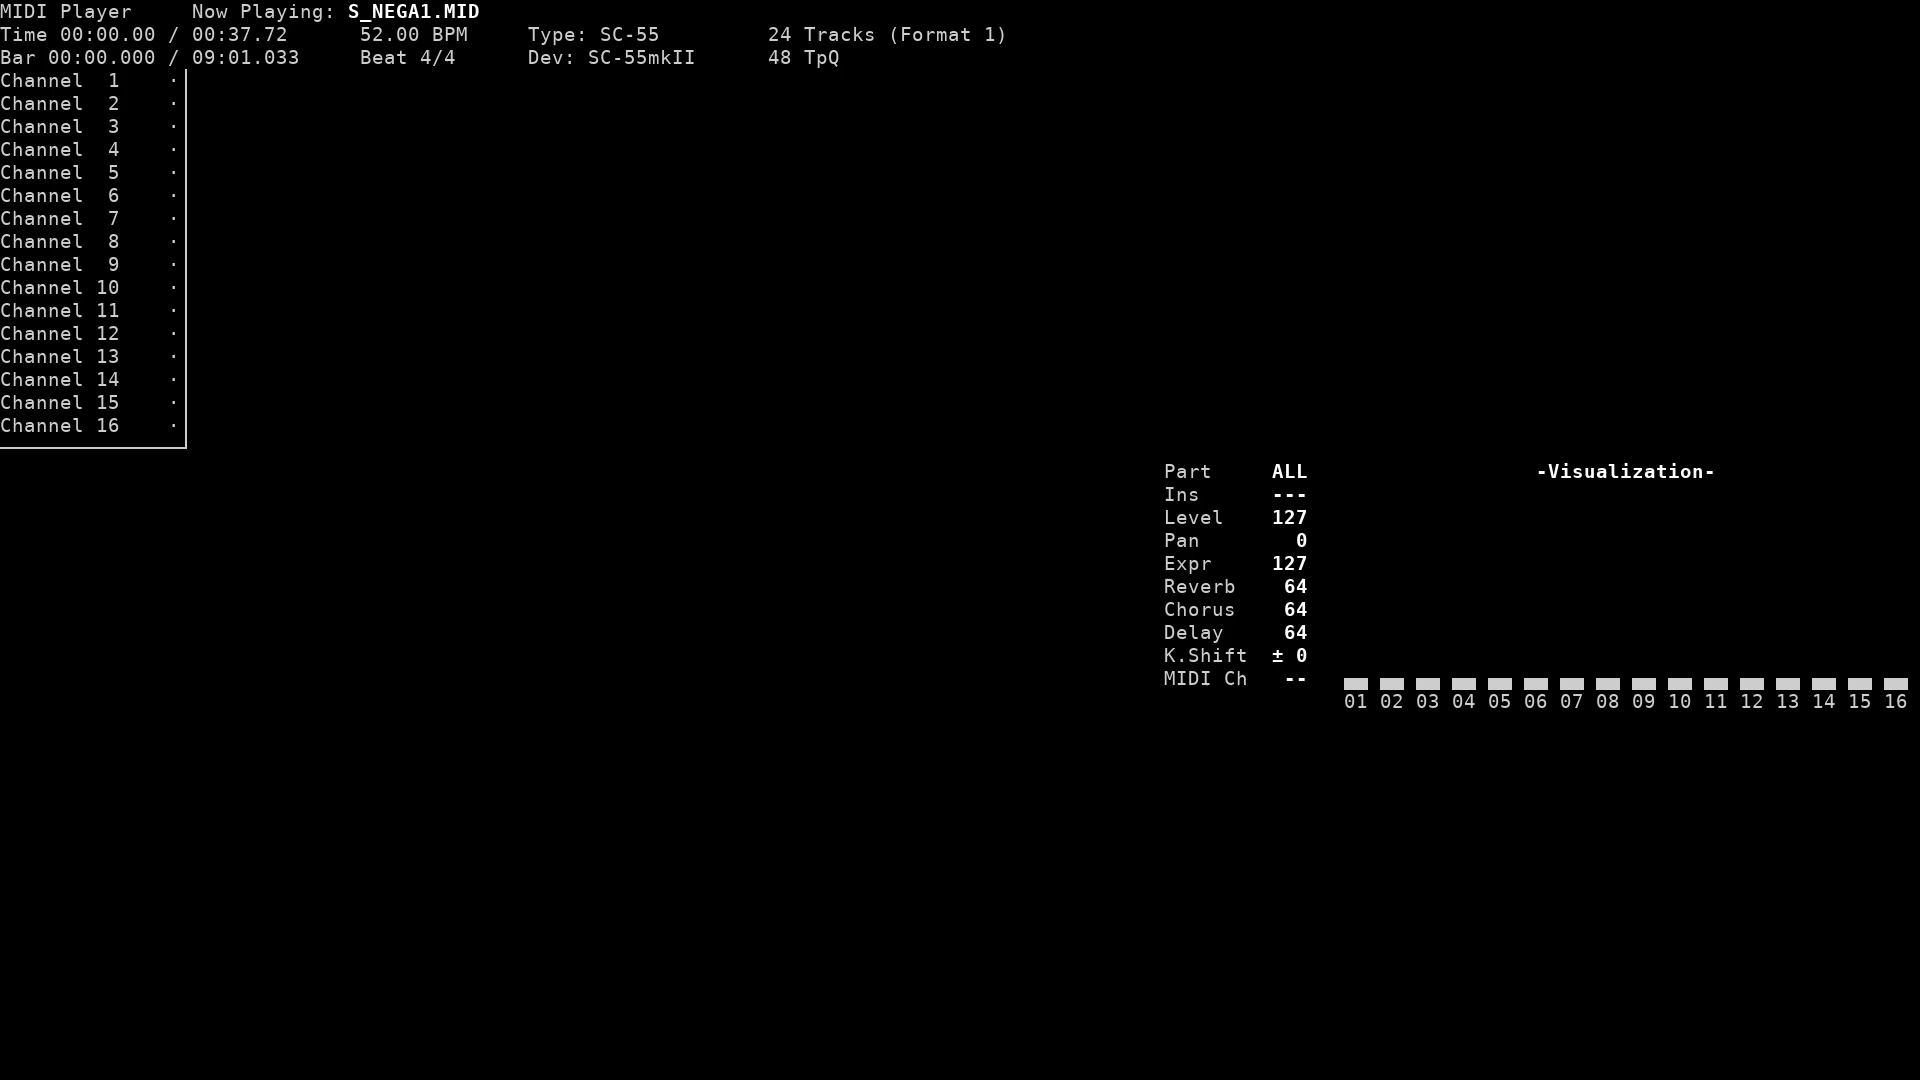 MIDI Player     Now Playing: S_NEGA1.MID
Time 00:00.00 / 00:37.72      52.00 BPM     Type: SC-55         24 Tracks (Format 1)
Bar 00:00.000 / 09:01.033     Beat 4/4      Dev: SC-55mkII      48 TpQ
Channel  1    ·
Channel  2    ·
Channel  3    ·
Channel  4    ·
Channel  5    ·
Channel  6    ·
Channel  7    ·
Channel  8    ·
Channel  9    ·
Channel 10    ·
Channel 11    ·
Channel 12    ·
Channel 13    ·
Channel 14    ·
Channel 15    ·
Channel 16    ·
Part     ALL                   -Visualization-
Ins      ---
Level    127
Pan        0
Expr     127
Reverb    64
Chorus    64
Delay     64
K.Shift  ± 0
MIDI Ch   --
01 02 03 04 05 06 07 08 09 10 11 12 13 14 15 16